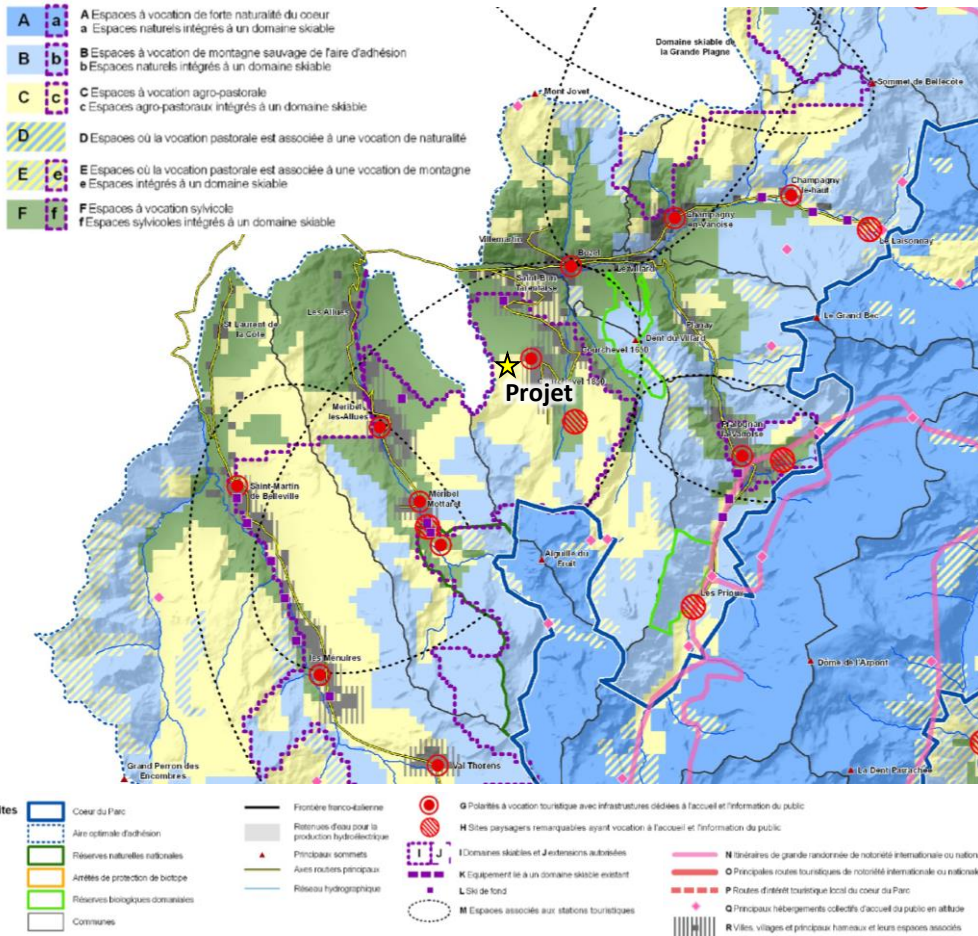 A a A Espaces à vocation de forte naturalité du coeur
a Espaces naturels intégrés à un domaine skiable
B b B Espaces à vocation de montagne sauvage de l'aire d'adhésion
b Espaces naturels intégrés à un domaine skiable
C c C Espaces à vocation agro-pastorale
c Espaces agro-pastoraux intégrés à un domaine skiable
D D Espaces où la vocation pastorale est associée à une vocation de naturalité
E e E Espaces où la vocation pastorale est associée à une vocation de montagne
e Espaces intégrés à un domaine skiable
F f F Espaces à vocation sylvicole
f Espaces sylvicoles intégrés à un domaine skiable
Domaine skiable de
la Grande Plagne
Sommet de Bellecôte
Mont Jovet
Champagny
le-haut
Champagny
en-Vanoise
Le Laisonnay
Villemartin
Bozel
Le Villard
Saint-Bon
Tarentaise
Les Allues
St Laurent de
la Côte
Planay
Le Grand Bec
Dent du Villard
Courchevel 1650
Projet
Meribel
les-Allues
Pralognan
la-Vanoise
Saint-Martin
de Belleville
Meribel
Mottaret
Aiguille du
Fruit
Les Prioux
les Ménuires
Dôme de l'Arpont
Val Thorens
Grand Perron des
Encombres
La Dent Parrachée
ites
Coeur du Parc
Aire optimale d'adhésion
Réserves naturelles nationales
Arrêtés de protection de biotope
Réserves biologiques domaniales
Communes
Frontière franco-italienne
Retenues d'eau pour la
production hydroélectrique
Principaux sommets
Axes routiers principaux
Réseau hydrographique
G Polarités à vocation touristique avec infrastrutures dédiées à l'accueil et l'information du public
H Sites paysagers remarquables ayant vocation à l'accueil et l'information du public
I J I Domaines skiables et J extensions autorisées
K Equipement lié à un domaine skiable existant
L Ski de fond
M Espaces associés aux stations touristiques
N Itinéraires de grande randonnée de notoriété internationale ou nation
O Principales routes touristiques de notoriété internationale ou nationale
P Routes d'intérêt touristique local du coeur du Parc
Q Principaux hébergements collectifs d'accueil du public en altitude
R Villes, villages et principaux hameaux et leurs espaces associés